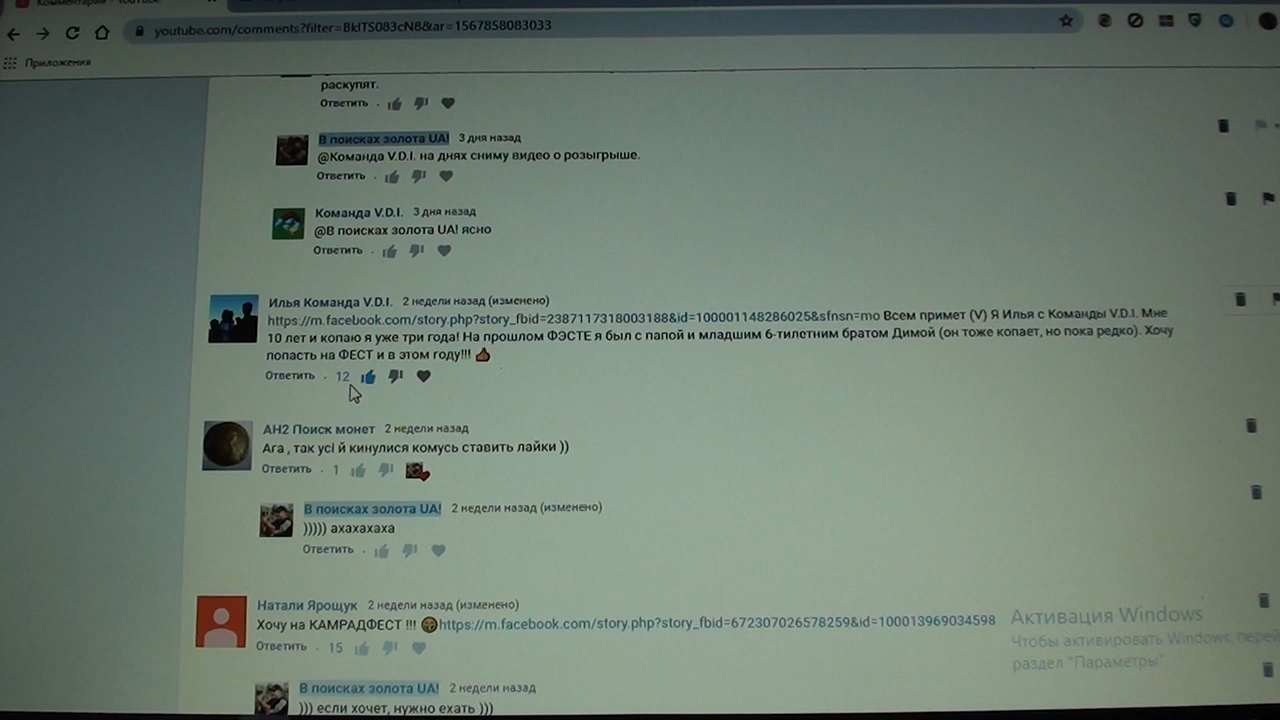 youtube.com/comments?filter=BkITS083cN8&ar=1567858083033
Приложения
раскупят.
Ответить
В поисках золота UA! 3 дня назад
@Команда V.D.I. на днях сниму видео о розыгрыше.
Ответить
Команда V.D.I. 3 дня назад
@В поисках золота UA! ясно
Ответить
Илья Команда V.D.I. 2 недели назад (изменено)
https://m.facebook.com/story.php?story_fbid=2387117318003188&id=100001148286025&sfnsn=mo Всем примет (V) Я Илья с Команды V.D.I. Мне
10 лет и копаю я уже три года! На прошлом ФЭСТЕ я был с папой и младшим 6-тилетним братом Димой (он тоже копает, но пока редко). Хочу
попасть на ФЕСТ и в этом году!!! 👍
Ответить · 12
АН2 Поиск монет 2 недели назад
Ага , так усі й кинулися комусь ставить лайки ))
Ответить · 1
В поисках золота UA! 2 недели назад (изменено)
))))) ахахахаха
Ответить
Натали Ярощук 2 недели назад (изменено)
Хочу на КАМРАДФЕСТ !!! 😁https://m.facebook.com/story.php?story_fbid=672307026578259&id=100013969034598
Ответить · 15
В поисках золота UA! 2 недели назад
))) если хочет, нужно ехать )))
Активация Windows
Чтобы активировать Windows,
раздел "Параметры".